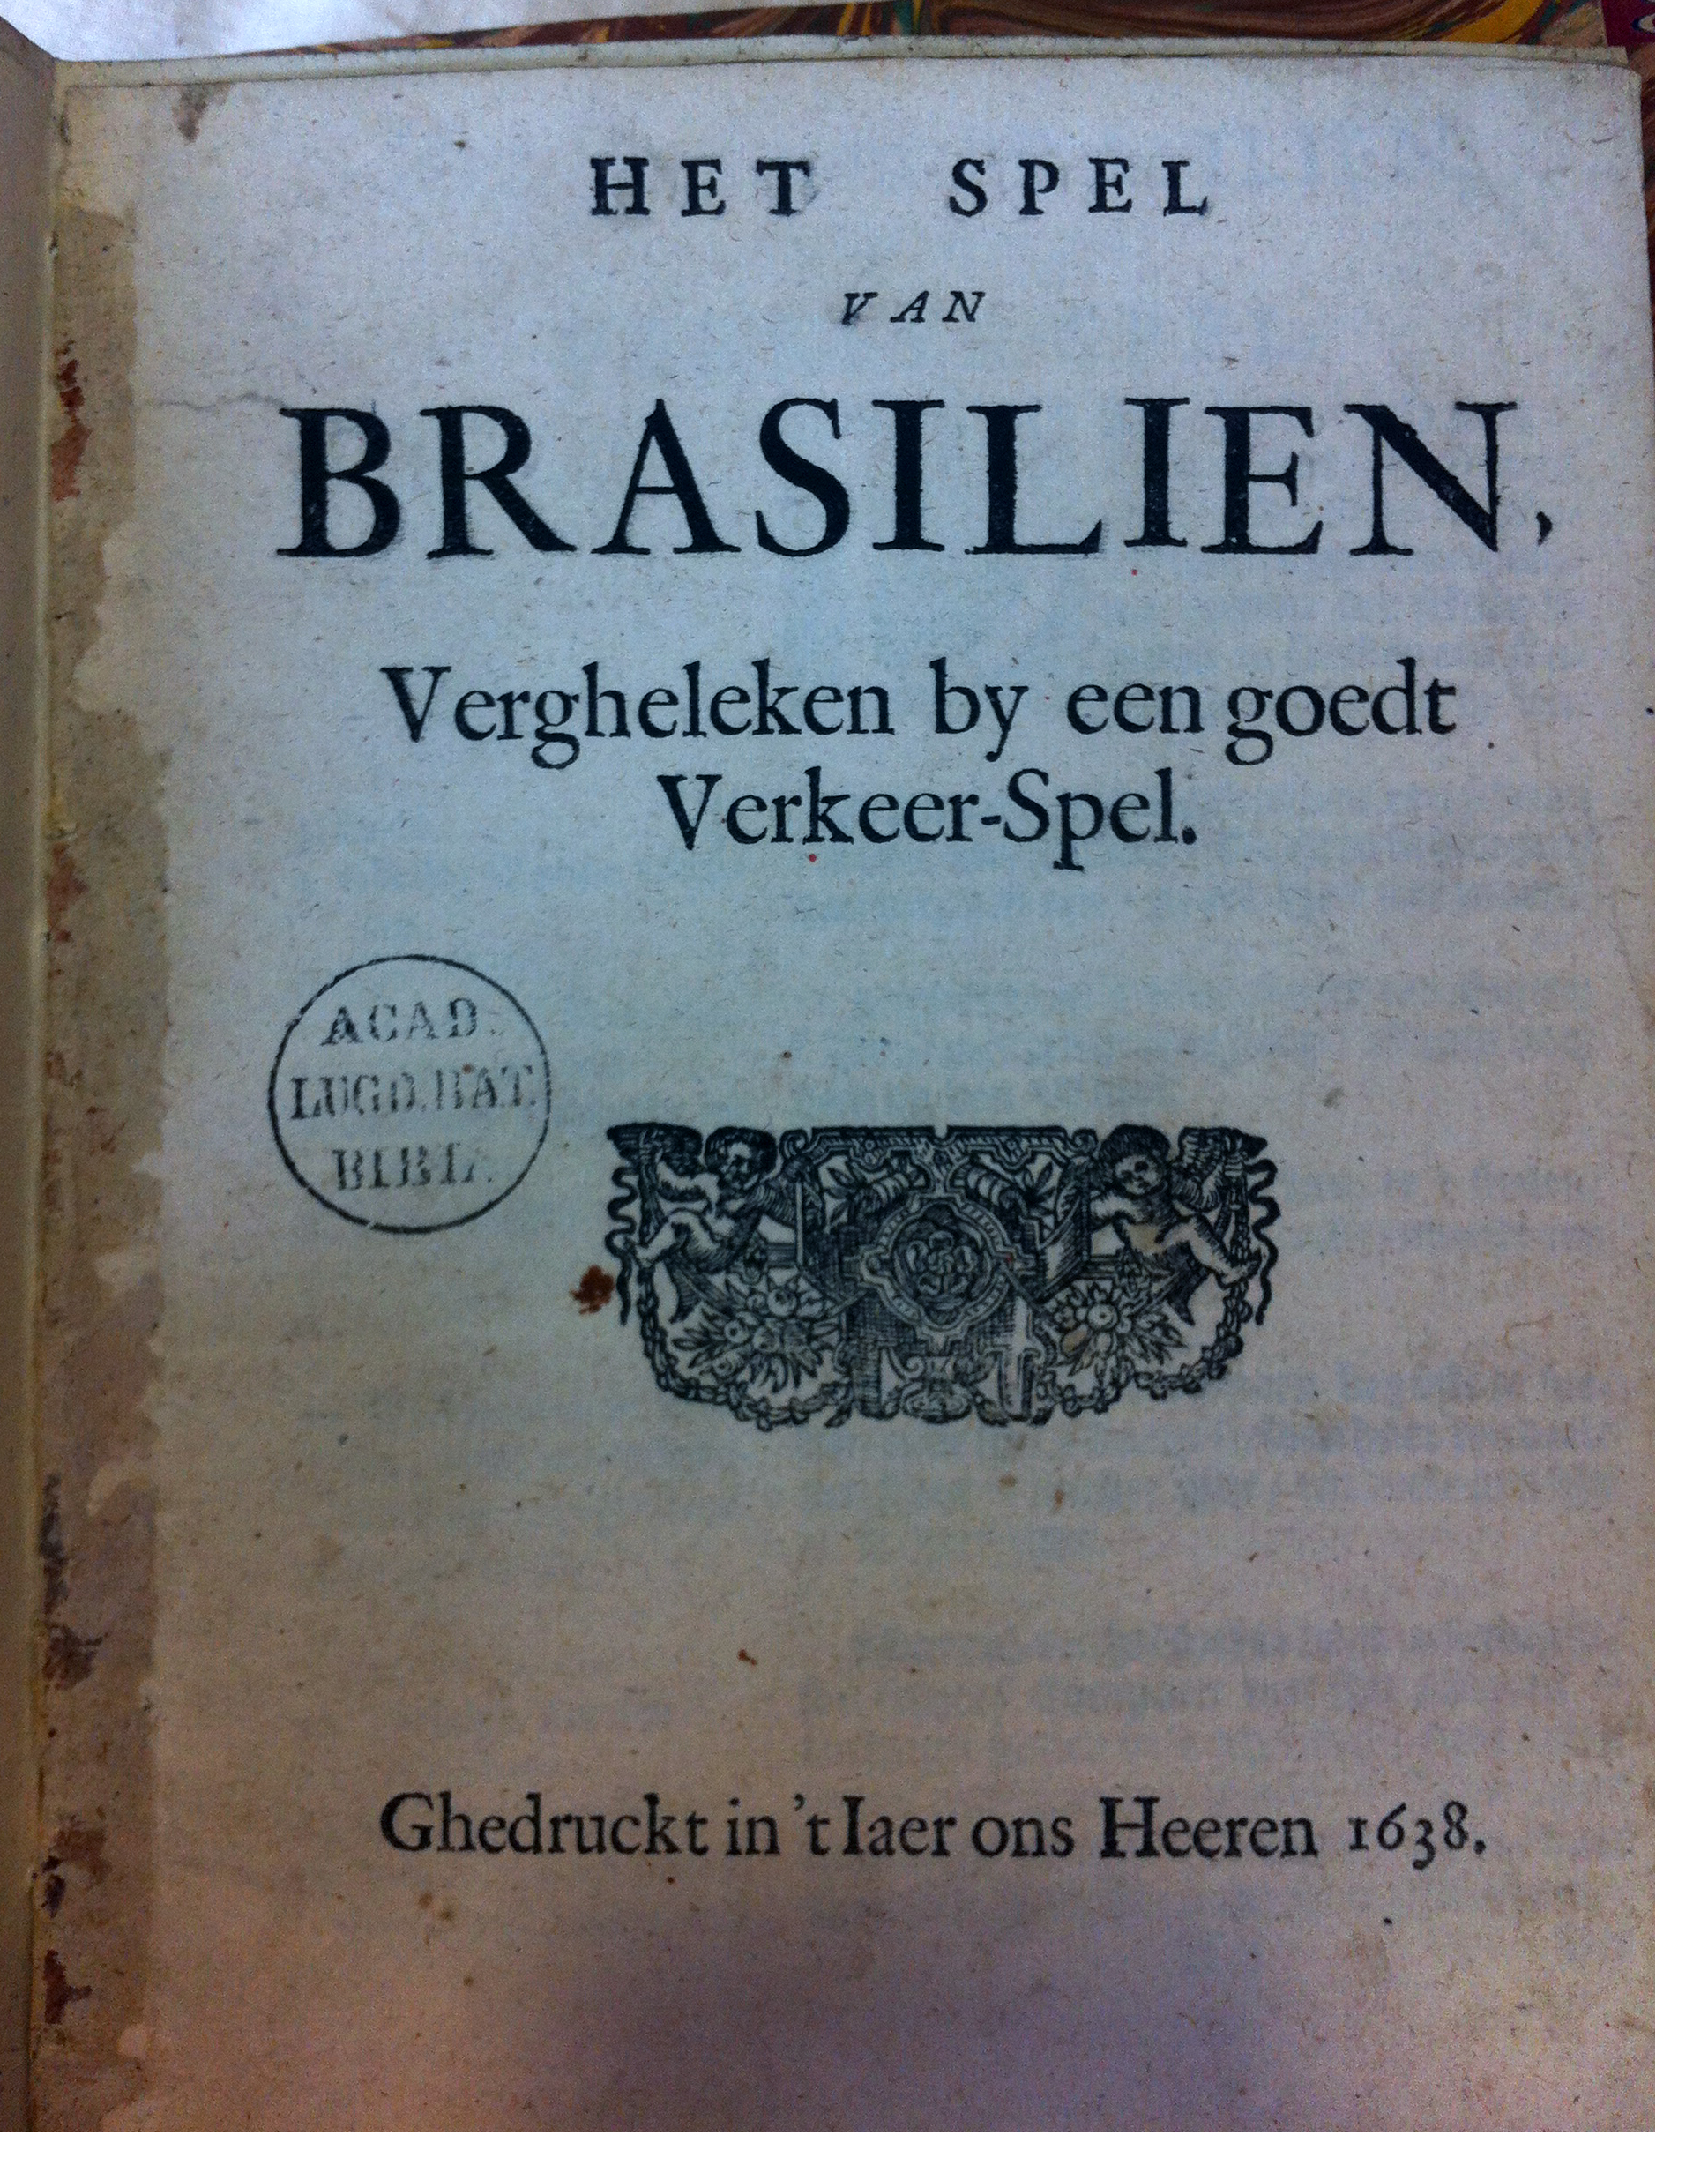 HET SPEL
VAN
BRASILIEN,
Vergheleken by een goedt
Verkeer-Spel.
ACAD.
LUGD. BAT.
BIBL.
Ghedruckt in 't Iaer ons Heeren 1638.